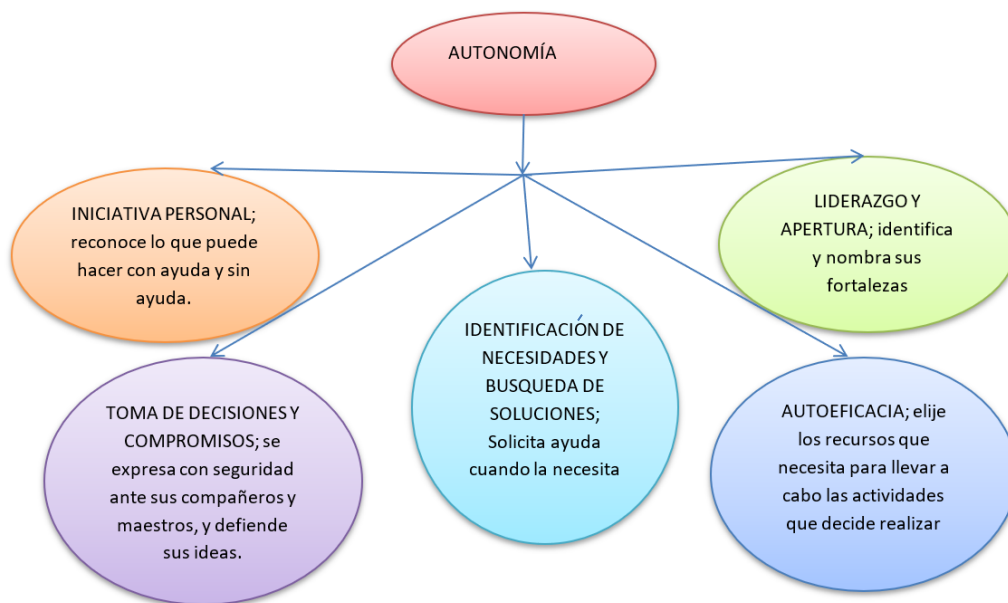 AUTONOMÍA
INICIATIVA PERSONAL;
reconoce lo que puede
hacer con ayuda y sin
ayuda.
LIDERAZGO Y
APERTURA; identifica
y nombra sus
fortalezas
TOMA DE DECISIONES Y
COMPROMISOS; se
expresa con seguridad
ante sus compañeros y
maestros, y defiende
sus ideas.
IDENTIFICACIÓN DE
NECESIDADES Y
BUSQUEDA DE
SOLUCIONES;
Solicita ayuda
cuando la necesita
AUTOEFICACIA; elije
los recursos que
necesita para llevar a
cabo las actividades
que decide realizar